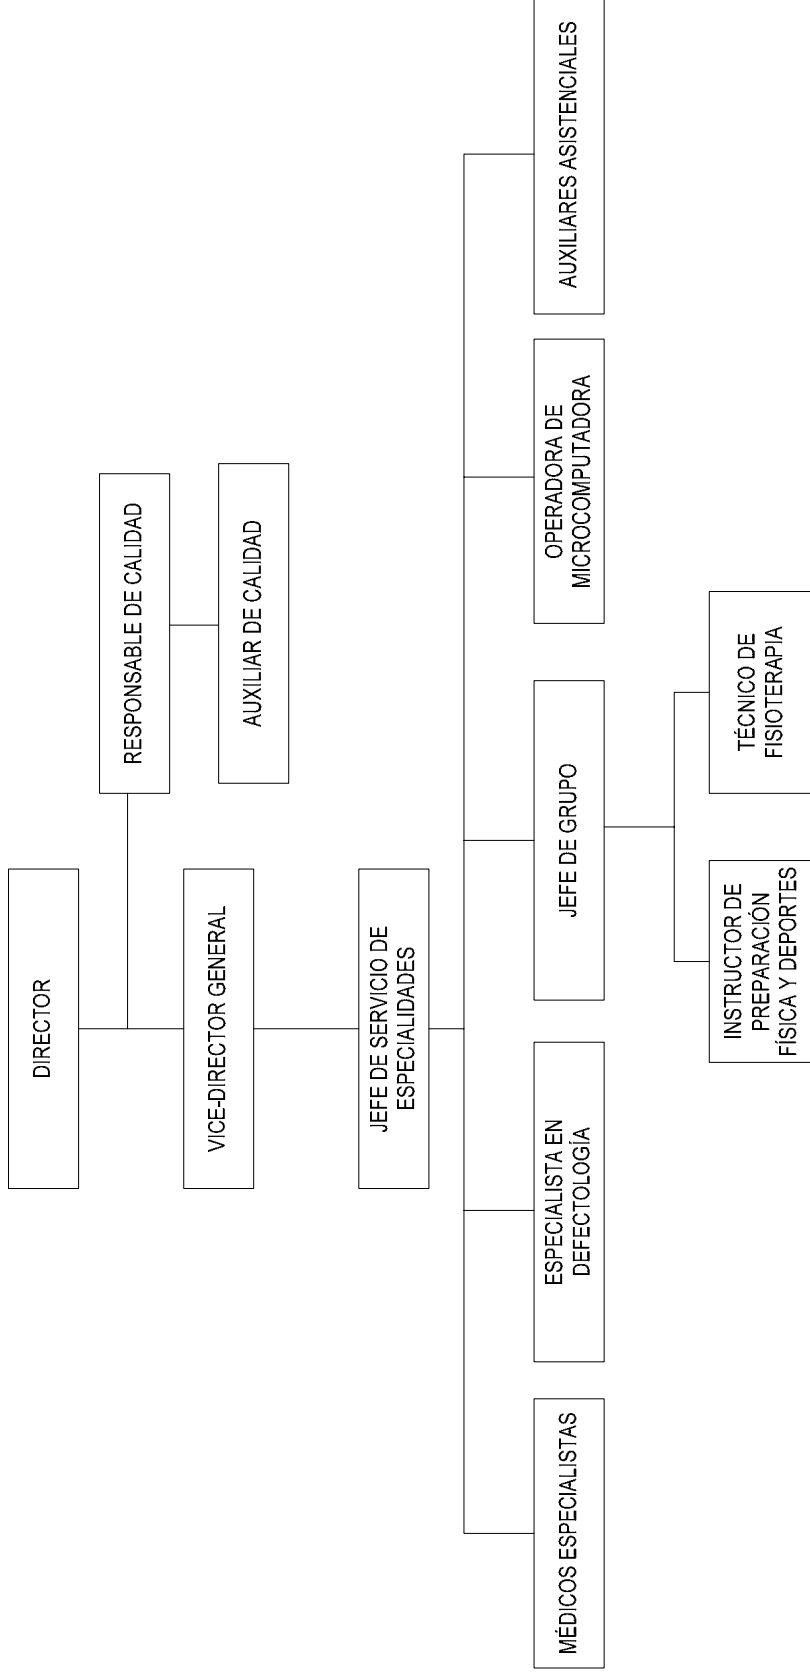 DIRECTOR
RESPONSABLE DE CALIDAD
VICE-DIRECTOR GENERAL
AUXILIAR DE CALIDAD
JEFE DE SERVICIO DE
ESPECIALIDADES
MÉDICOS ESPECIALISTAS
ESPECIALISTA EN
DEFECTOLOGÍA
JEFE DE GRUPO
OPERADORA DE
MICROCOMPUTADORA
AUXILIARES ASISTENCIALES
INSTRUCTOR DE
PREPARACIÓN
FÍSICA Y DEPORTES
TÉCNICO DE
FISIOTERAPIA